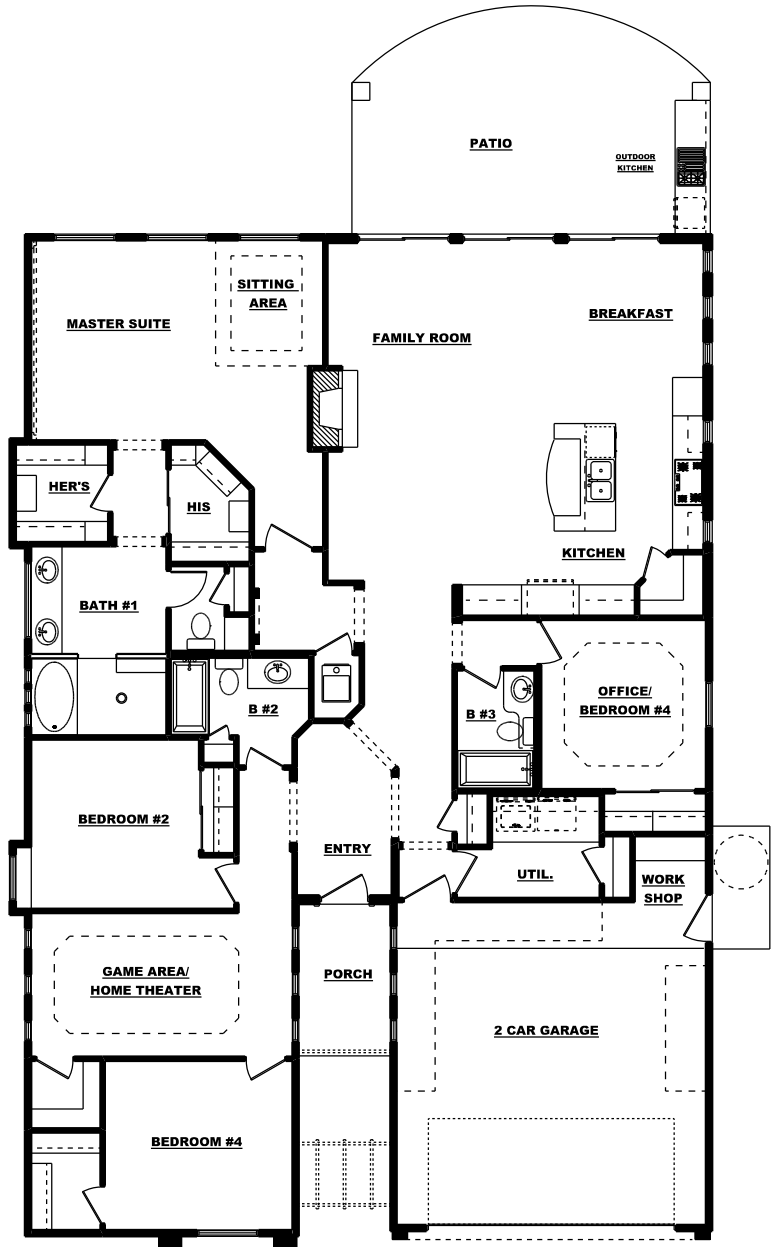 PATIO
OUTDOOR
KITCHEN
SITTING
AREA
MASTER SUITE
FAMILY ROOM
BREAKFAST
HER'S
HIS
KITCHEN
BATH #1
B #2
B #3
OFFICE/
BEDROOM #4
BEDROOM #2
ENTRY
UTIL.
WORK
SHOP
GAME AREA/
HOME THEATER
PORCH
2 CAR GARAGE
BEDROOM #4